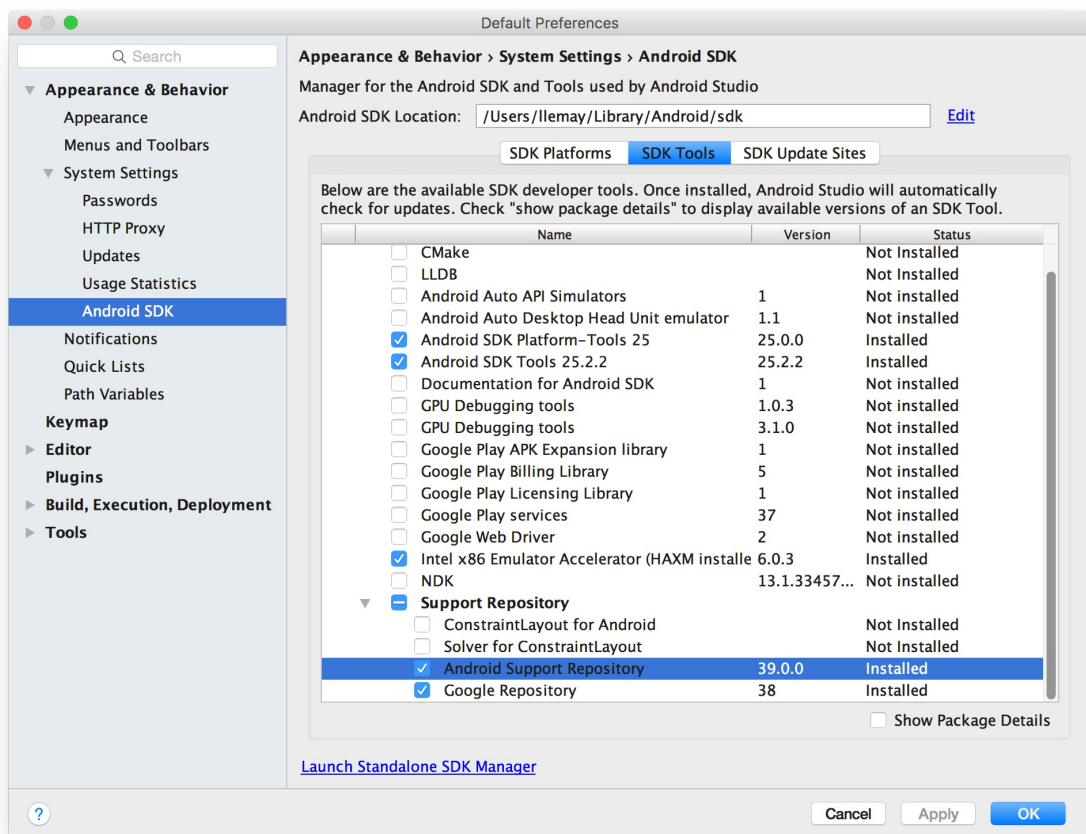 Default Preferences
Search
Appearance & Behavior
Appearance
Menus and Toolbars
System Settings
Passwords
HTTP Proxy
Updates
Usage Statistics
Android SDK
Notifications
Quick Lists
Path Variables
Keymap
Editor
Plugins
Build, Execution, Deployment
Tools
Appearance & Behavior › System Settings › Android SDK
Manager for the Android SDK and Tools used by Android Studio
Android SDK Location: /Users/llemay/Library/Android/sdk Edit
SDK Platforms SDK Tools SDK Update Sites
Below are the available SDK developer tools. Once installed, Android Studio will automatically
check for updates. Check "show package details" to display available versions of an SDK Tool.
Name Version Status
CMake Not Installed
LLDB Not Installed
Android Auto API Simulators 1 Not installed
Android Auto Desktop Head Unit emulator 1.1 Not installed
Android SDK Platform-Tools 25 25.0.0 Installed
Android SDK Tools 25.2.2 25.2.2 Installed
Documentation for Android SDK 1 Not installed
GPU Debugging tools 1.0.3 Not installed
GPU Debugging tools 3.1.0 Not installed
Google Play APK Expansion library 1 Not installed
Google Play Billing Library 5 Not installed
Google Play Licensing Library 1 Not installed
Google Play services 37 Not installed
Google Web Driver 2 Not installed
Intel x86 Emulator Accelerator (HAXM installe 6.0.3 Installed
NDK 13.1.33457... Not installed
Support Repository
ConstraintLayout for Android Not Installed
Solver for ConstraintLayout Not Installed
Android Support Repository 39.0.0 Installed
Google Repository 38 Installed
Show Package Details
Launch Standalone SDK Manager
? Cancel Apply OK